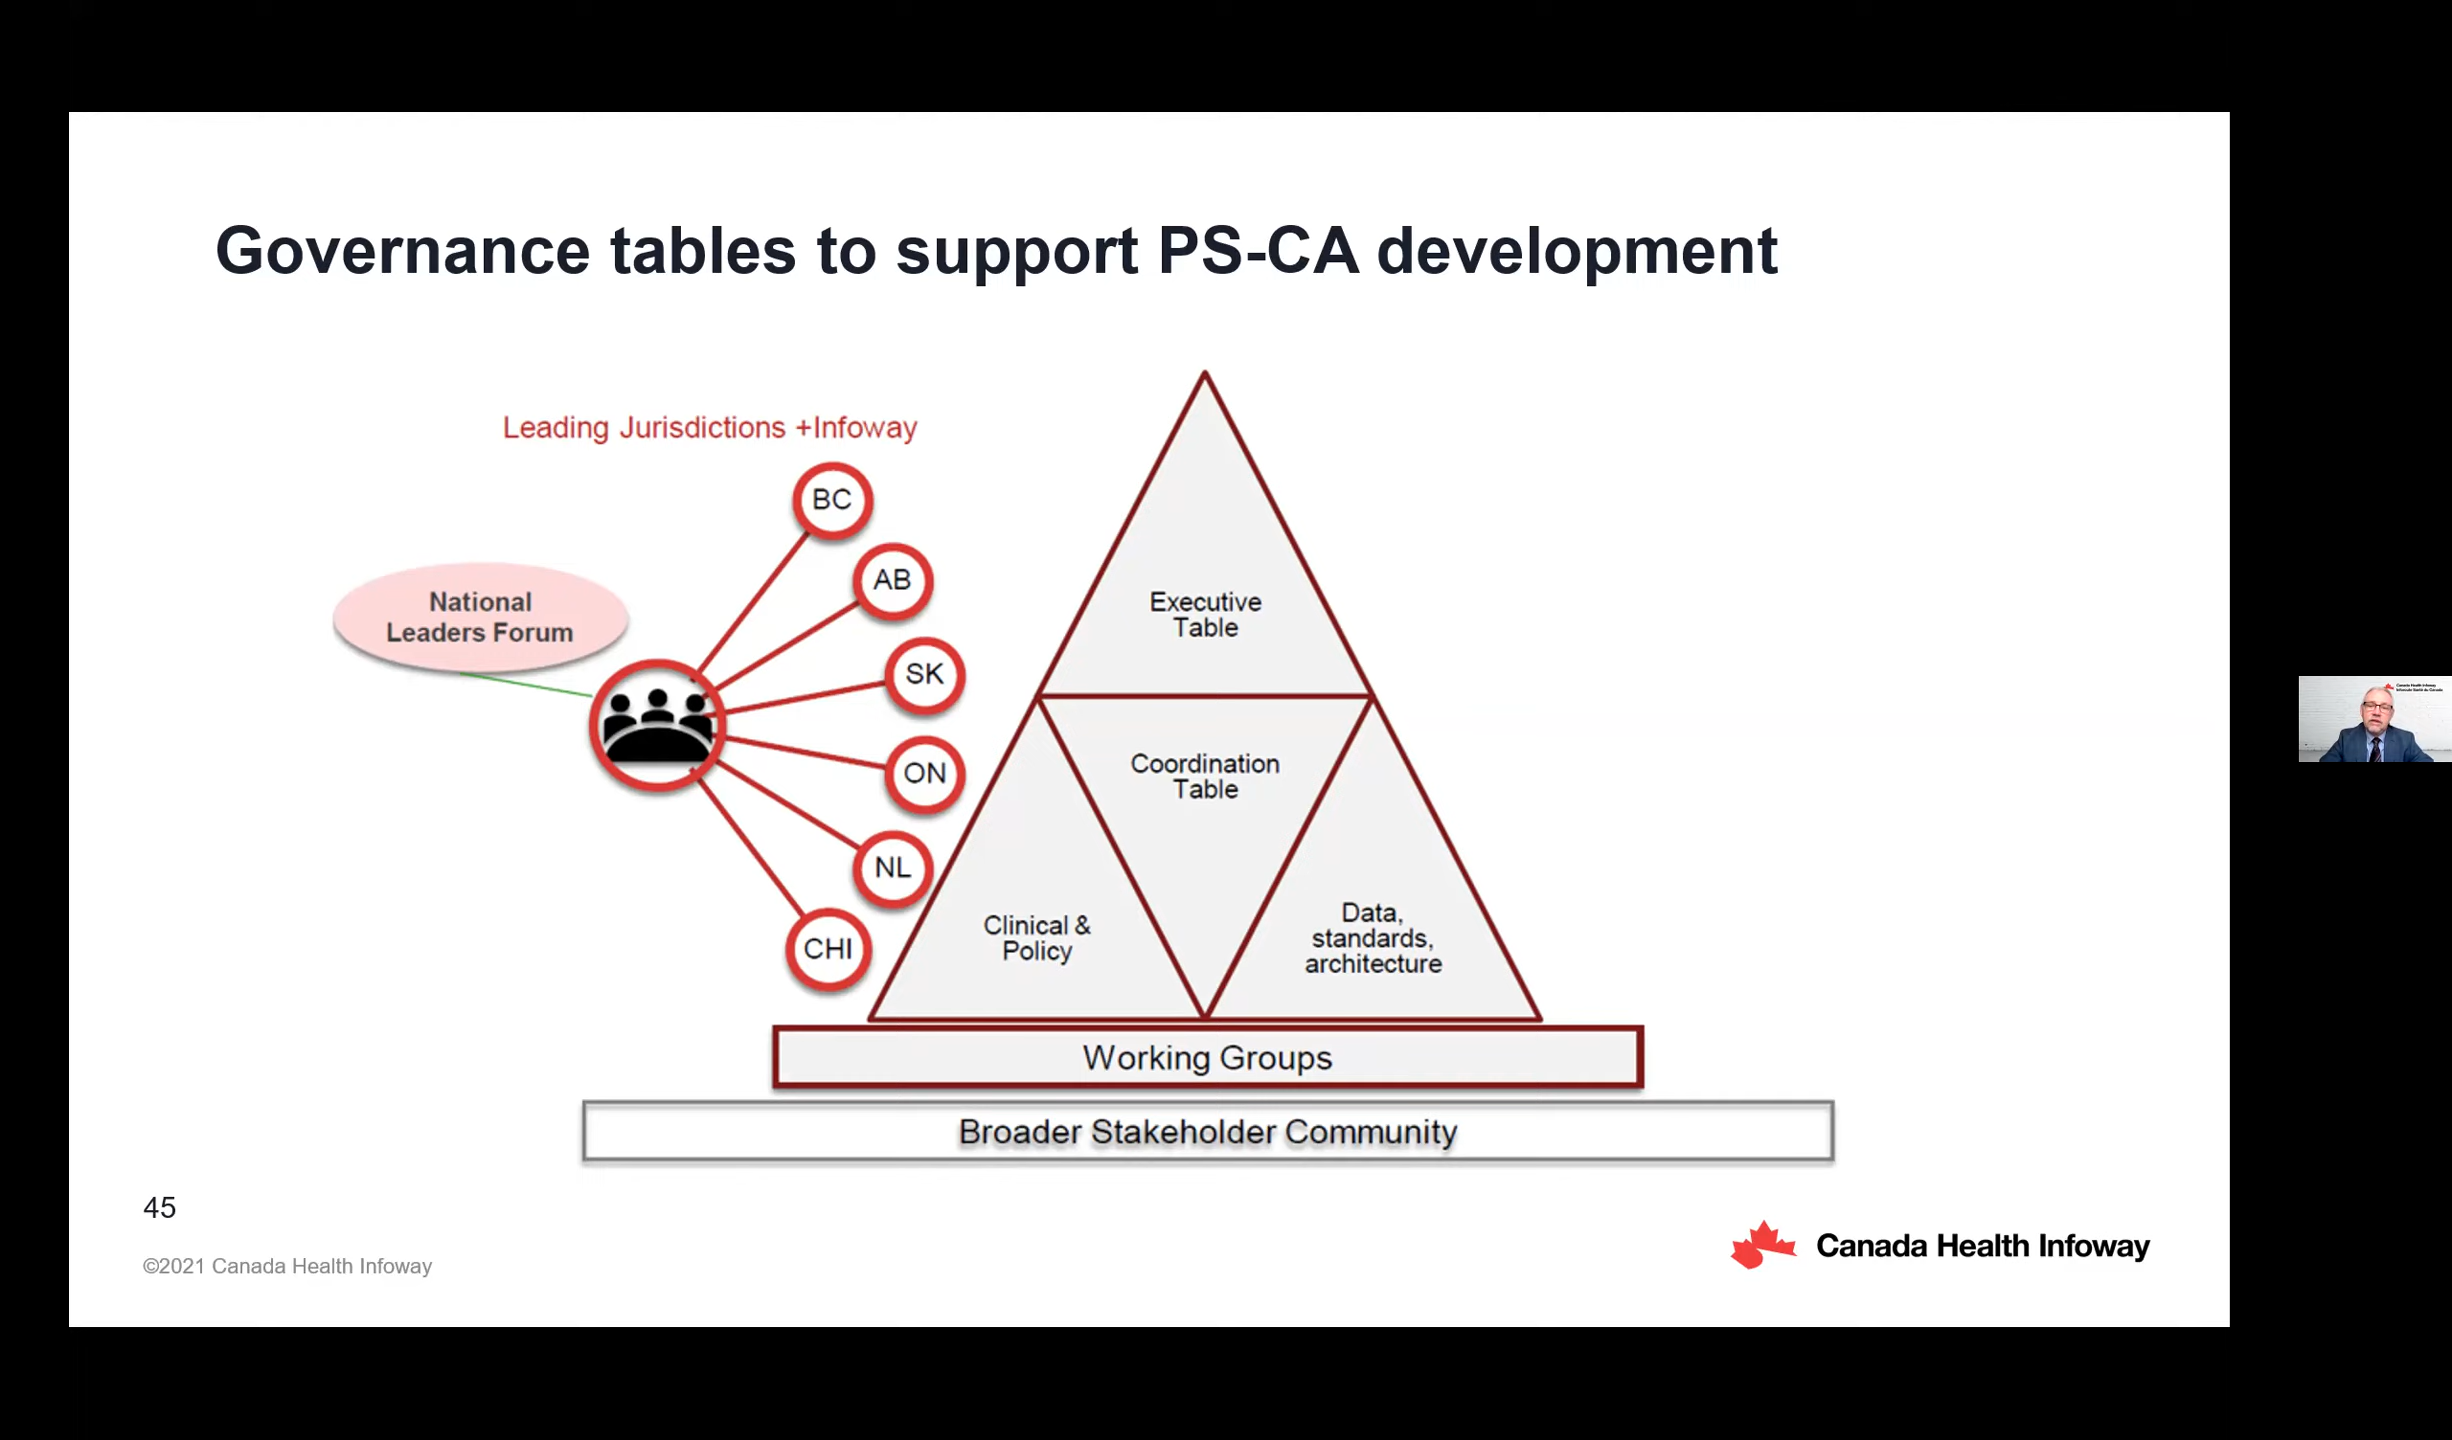 Governance tables to support PS-CA development
Leading Jurisdictions +Infoway
BC
AB
SK
ON
NL
CHI
National
Leaders Forum
Executive
Table
Coordination
Table
Clinical &
Policy
Data,
standards,
architecture
Working Groups
Broader Stakeholder Community
45
©2021 Canada Health Infoway
Canada Health Infoway